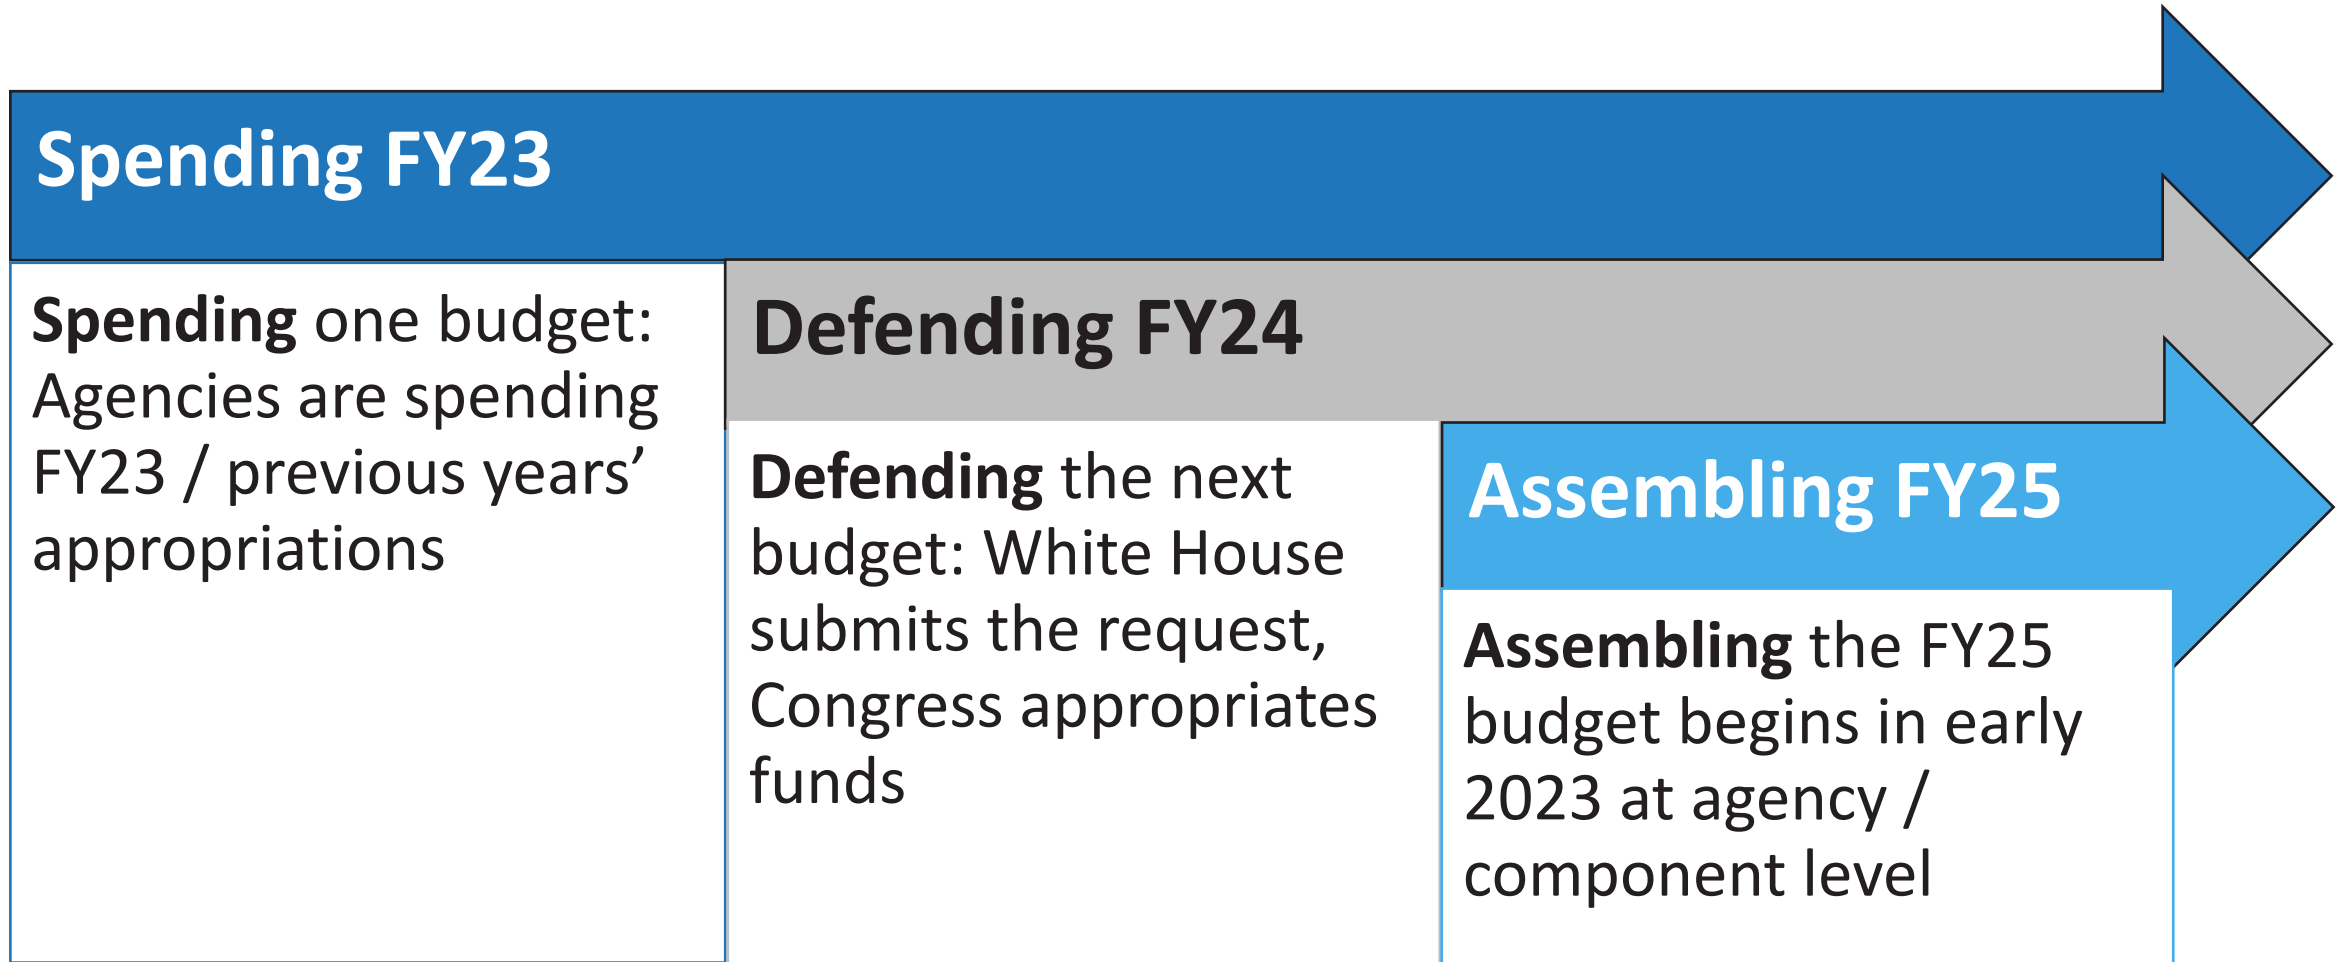 Spending FY23
Spending one budget:
Agencies are spending
FY23 / previous years’
appropriations
Defending FY24
Defending the next
budget: White House
submits the request,
Congress appropriates
funds
Assembling FY25
Assembling the FY25
budget begins in early
2023 at agency /
component level